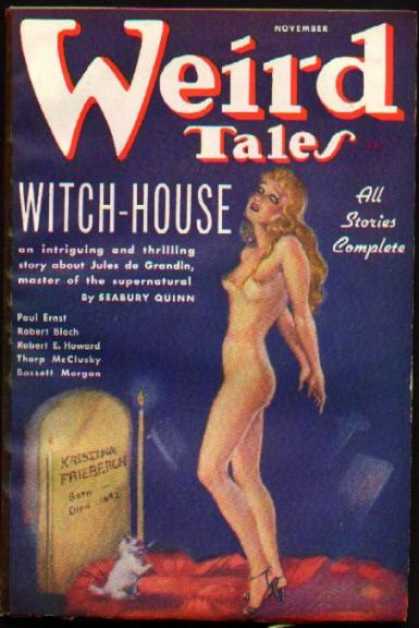 NOVEMBER
Weird
Tales
WITCH-HOUSE
an intriguing and thrilling
story about Jules de Grandin,
master of the supernatural
By SEABURY QUINN
All
Stories
Complete
Paul Ernst
Robert Bloch
Robert E. Howard
Thorp McClusky
Bassett Morgan
KRISTINA
FRIEBERGH
Born
Died